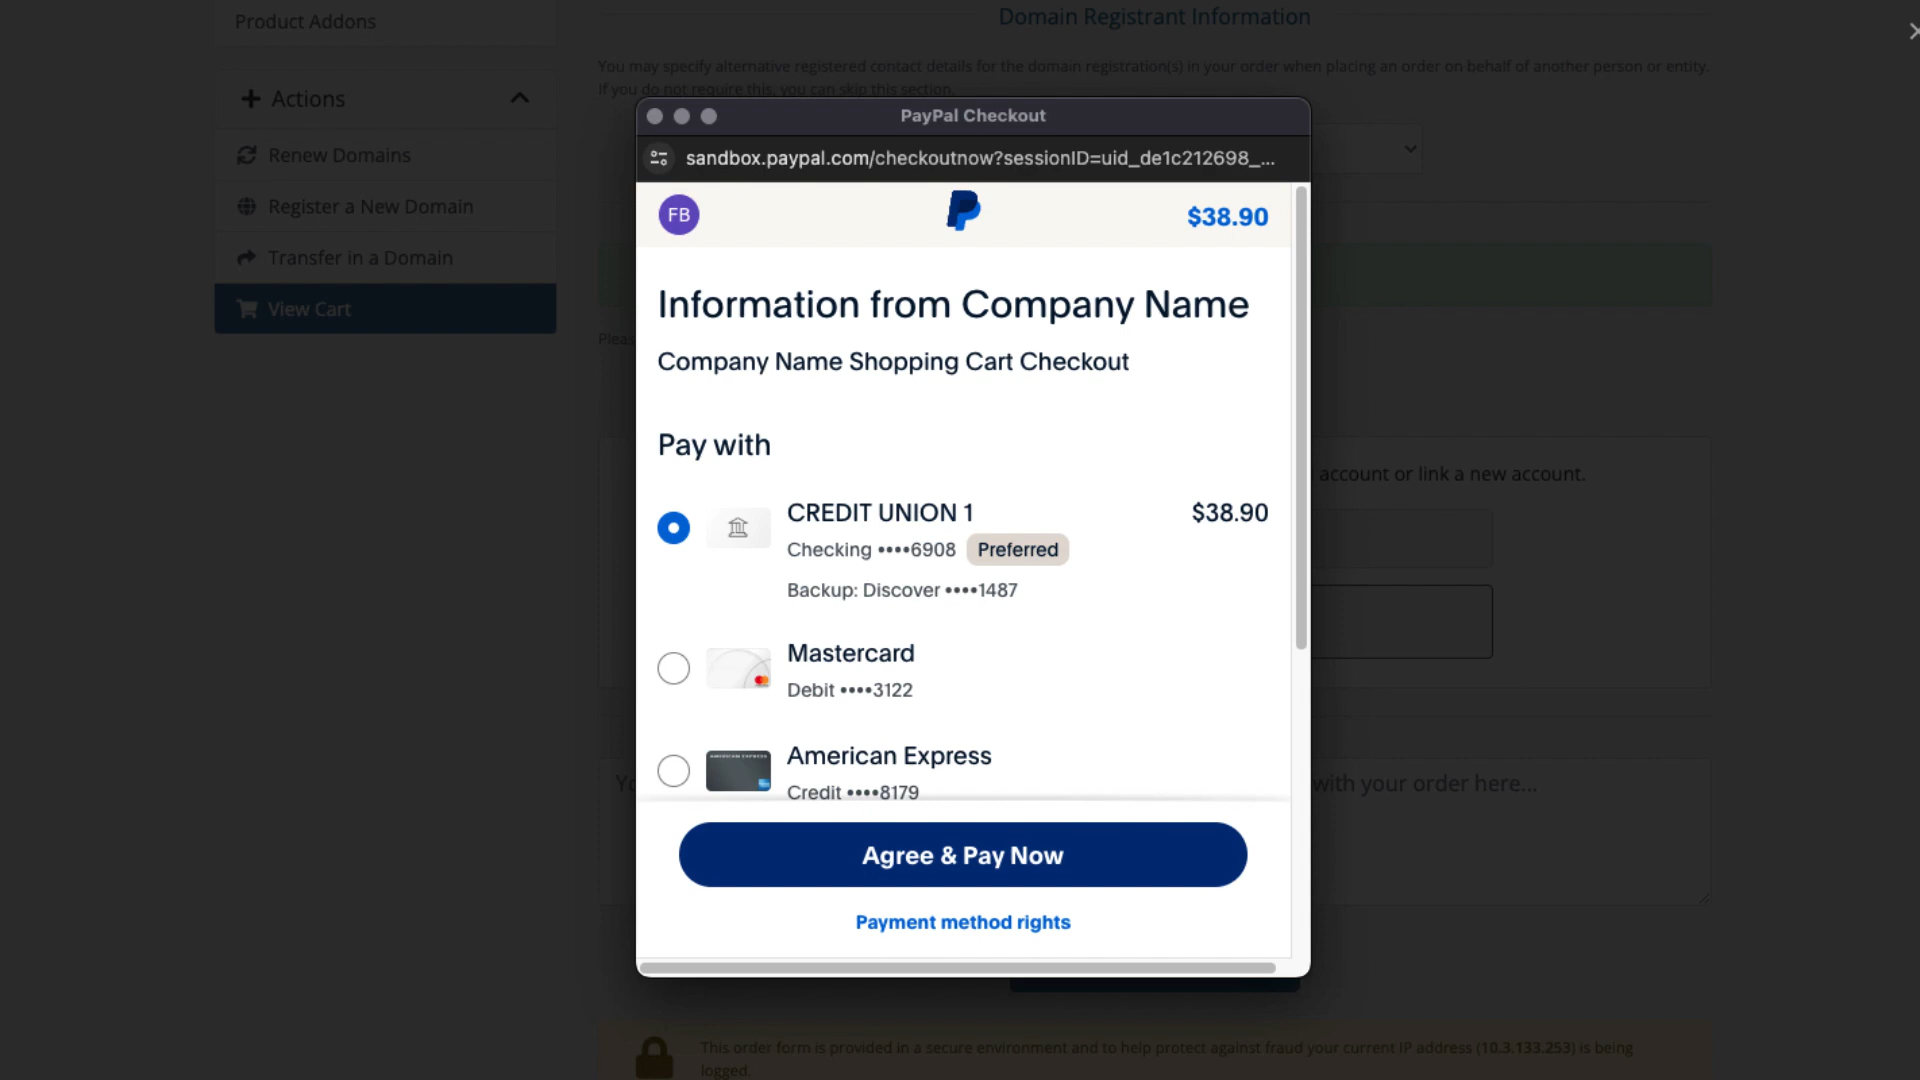 Product Addons
Actions
Renew Domains
Register a New Domain
Transfer in a Domain
View Cart
Domain Registrant Information
You may specify alternative registered contact details for the domain registration(s) in your order when placing an order on behalf of another person or entity.
If you do not require this, you can skip this section.
PayPal Checkout
sandbox.paypal.com/checkoutnow?sessionID=uid_de1c212698_...
FB
$38.90
Information from Company Name
Company Name Shopping Cart Checkout
Pay with
CREDIT UNION 1
$38.90
Checking ••••6908
Preferred
Backup: Discover ••••1487
Mastercard
Debit ••••3122
American Express
Credit ••••8179
Agree & Pay Now
Payment method rights
account or link a new account.
with your order here...
This order form is provided in a secure environment and to help protect against fraud your current IP address (10.3.133.253) is being
logged.